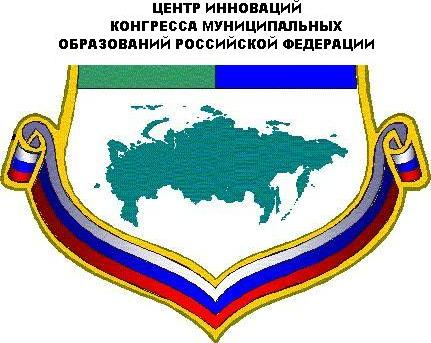 ЦЕНТР ИННОВАЦИЙ
КОНГРЕССА МУНИЦИПАЛЬНЫХ
ОБРАЗОВАНИЙ РОССИЙСКОЙ ФЕДЕРАЦИИ